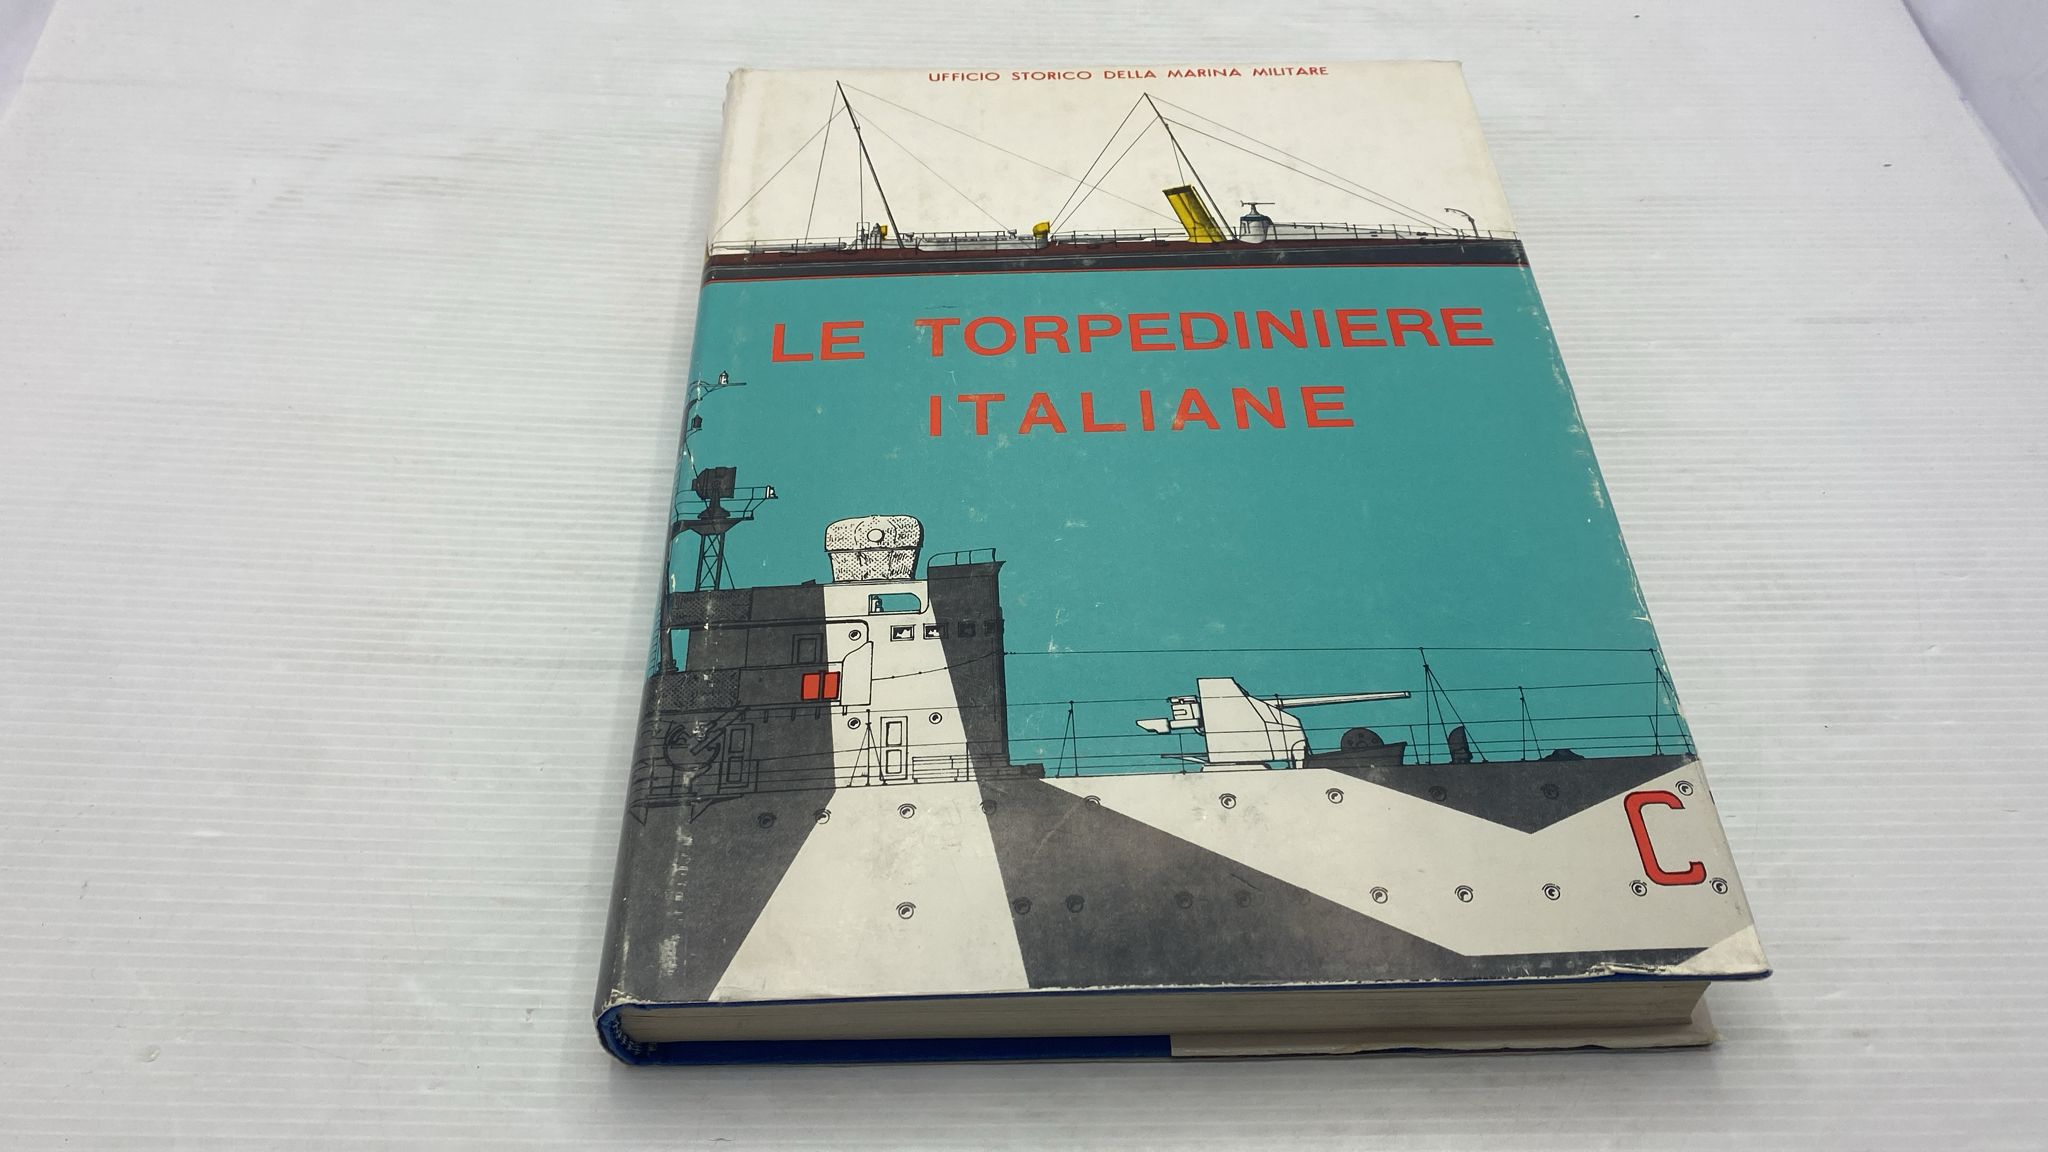 UFFICIO STORICO DELLA MARINA MILITARE
LE TORPEDINIERE
ITALIANE
C